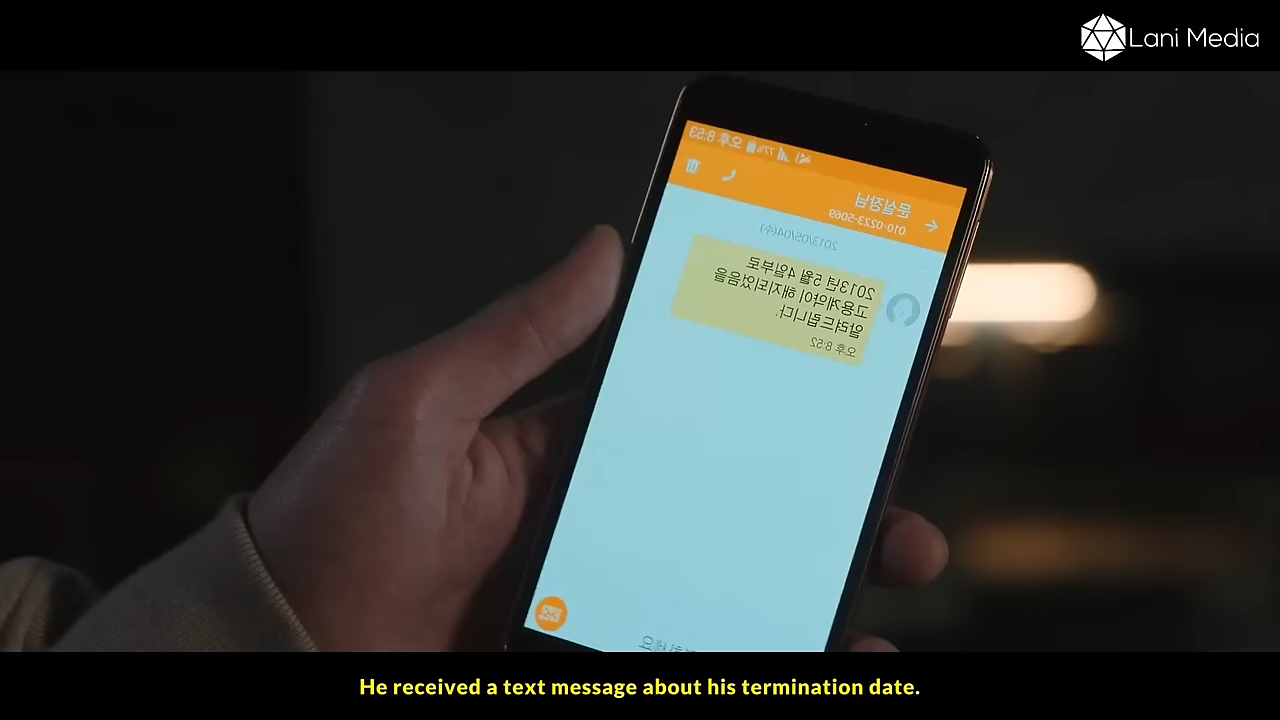 Lani Media
오후 8:53
77%
문실장님
010-0223-5069
2013/05/04(수)
2013년 5월 4일부로
고용계약이 해지되었음을
알려드립니다.
오후 8:52
He received a text message about his termination date.